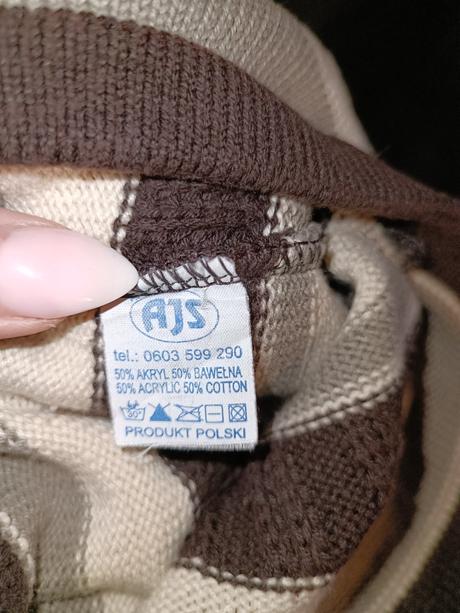 AJS
tel.: 0603 599 290
50% AKRYL 50% BAWEŁNA
50% ACRYLIC 50% COTTON
30°
PRODUKT POLSKI